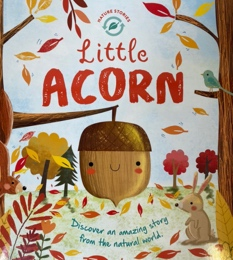 NATURE STORIES
Little
ACORN
Discover an amazing story
from the natural world.